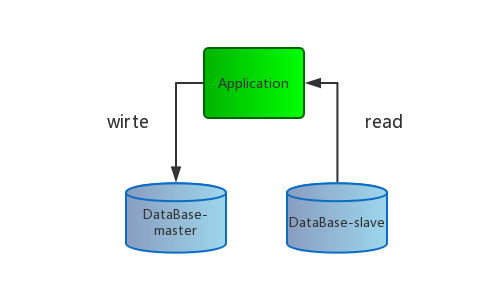 Application
wirte
read
DataBase-
master
DataBase-slave